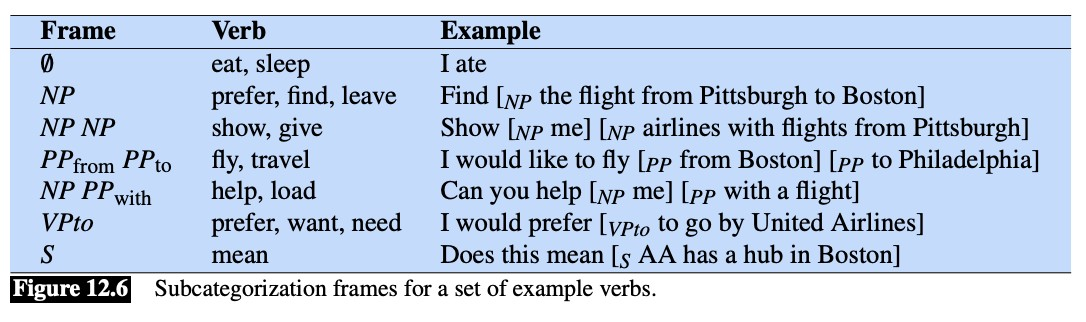 Frame Verb Example
∅ eat, sleep I ate
NP prefer, find, leave Find [NP the flight from Pittsburgh to Boston]
NP NP show, give Show [NP me] [NP airlines with flights from Pittsburgh]
PPfrom PPto fly, travel I would like to fly [PP from Boston] [PP to Philadelphia]
NP PPwith help, load Can you help [NP me] [PP with a flight]
VPto prefer, want, need I would prefer [VPto to go by United Airlines]
S mean Does this mean [S AA has a hub in Boston]
Figure 12.6 Subcategorization frames for a set of example verbs.